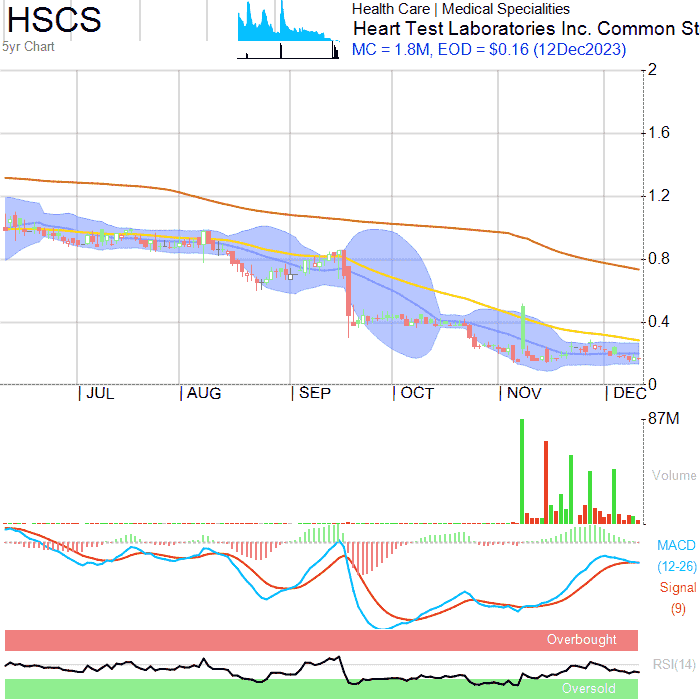 HSCS
5yr Chart
Health Care | Medical Specialities
Heart Test Laboratories Inc. Common St
MC = 1.8M, EOD = $0.16 (12Dec2023)
2
1.6
1.2
0.8
0.4
0
| JUL | AUG | SEP | OCT | NOV | DEC
87M
Volume
MACD
(12-26)
Signal
(9)
Overbought
RSI(14)
Oversold